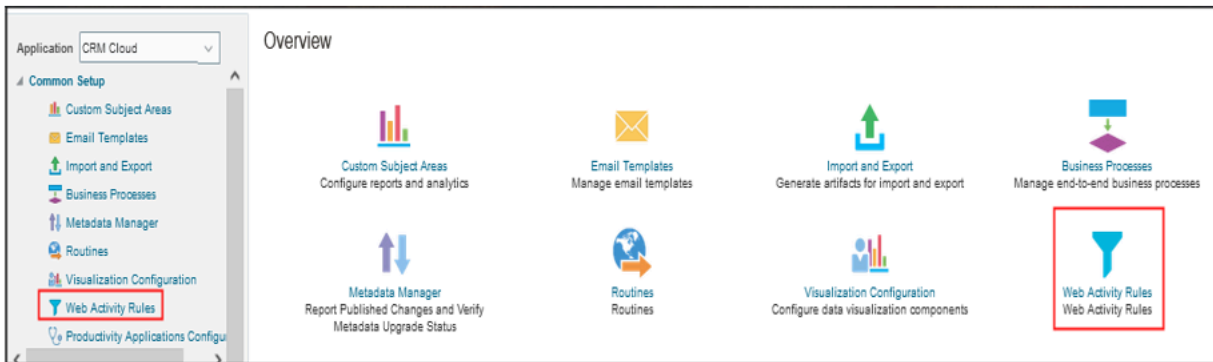 Application CRM Cloud
Common Setup
Custom Subject Areas
Email Templates
Import and Export
Business Processes
Metadata Manager
Routines
Visualization Configuration
Web Activity Rules
Productivity Applications Configu
Overview
Custom Subject Areas
Configure reports and analytics
Email Templates
Manage email templates
Import and Export
Generate artifacts for import and export
Business Processes
Manage end-to-end business processes
Metadata Manager
Report Published Changes and Verify
Metadata Upgrade Status
Routines
Routines
Visualization Configuration
Configure data visualization components
Web Activity Rules
Web Activity Rules